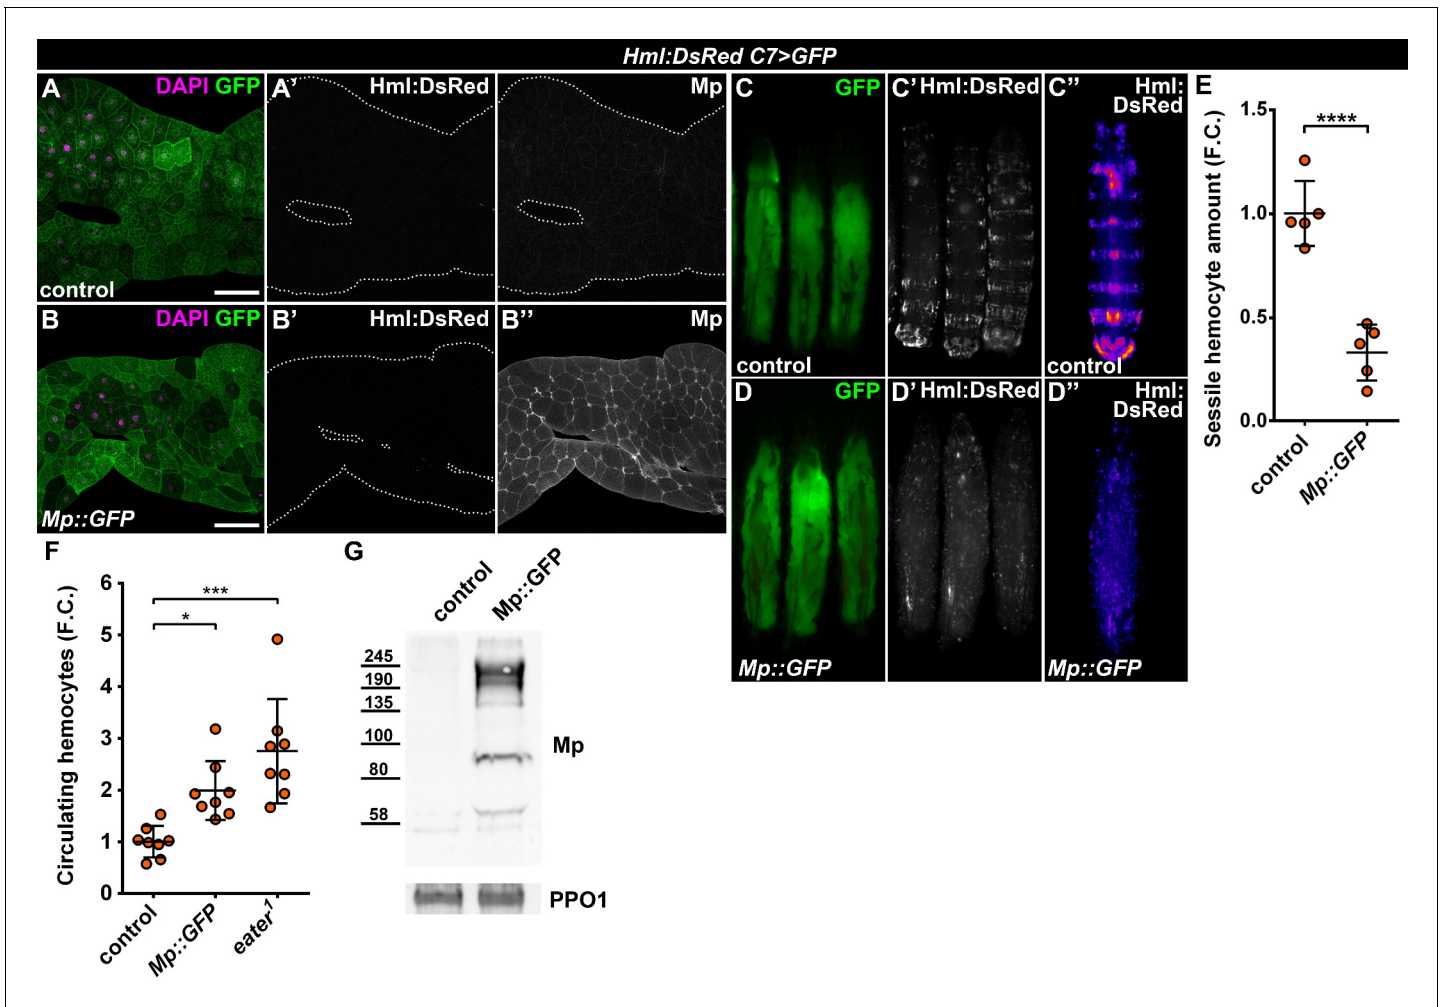 Hml:DsRed C7>GFP
A DAPI GFP
control
A' Hml:DsRed
Mp
B DAPI GFP
Mp::GFP
B' Hml:DsRed
B'' Mp
C GFP
control
C' Hml:DsRed
C'' Hml:
DsRed
control
D GFP
Mp::GFP
D' Hml:DsRed
D'' Hml:
DsRed
Mp::GFP
E
Sessile hemocyte amount (F.C.)
1.5
1.0
0.5
0.0
****
control
Mp::GFP
F
Circulating hemocytes (F.C.)
6
5
4
3
2
1
0
***
*
control
Mp::GFP
eater1
G
control
Mp::GFP
245
190
135
100
80
58
Mp
PPO1